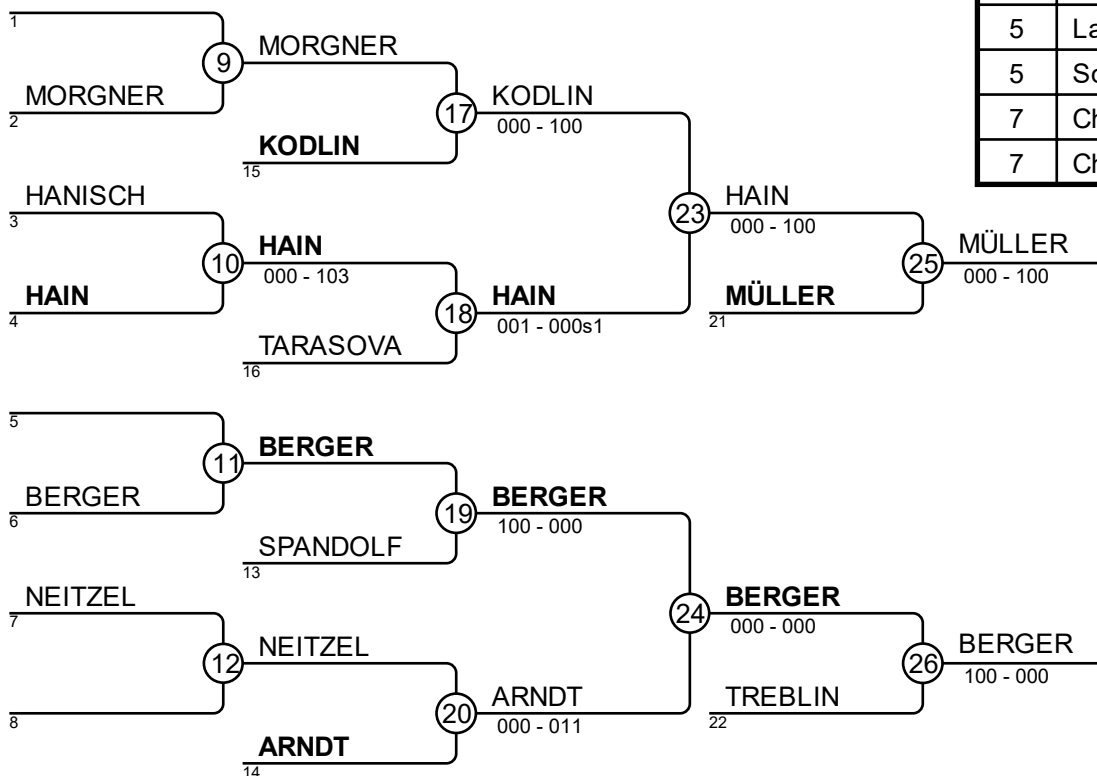 1
9
MORGNER
MORGNER
2
17
KODLIN
000 - 100
KODLIN
15
HANISCH
3
10
HAIN
000 - 103
HAIN
4
18
HAIN
001 - 000s1
TARASOVA
16
23
HAIN
000 - 100
25
MÜLLER
000 - 100
MÜLLER
21
5
11
BERGER
BERGER
6
19
BERGER
100 - 000
SPANDOLF
13
NEITZEL
7
12
NEITZEL
8
20
ARNDT
000 - 011
ARNDT
14
24
BERGER
000 - 000
26
BERGER
100 - 000
TREBLIN
22
5 La
5
7
7